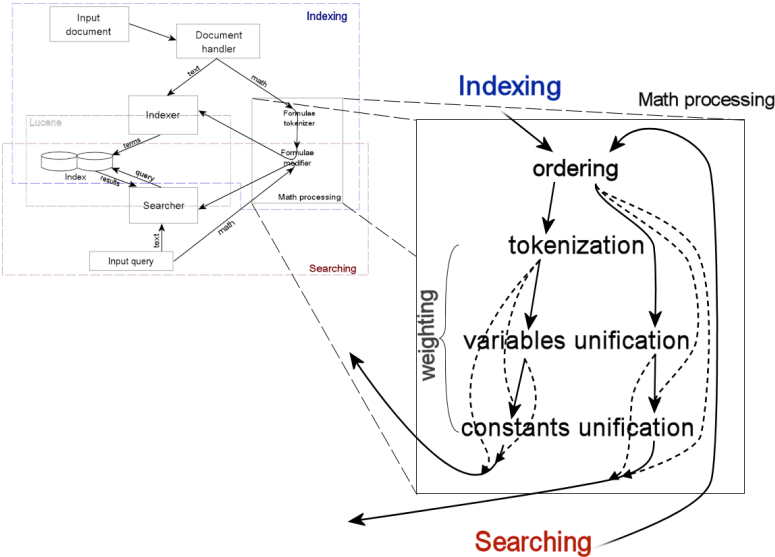 Input
document
Indexing
Document
handler
text
math
Indexing
Math processing
Lucene
Indexer
Formulae
tokenizer
terms
Formulae
modifier
ordering
Index
query
results
Searcher
Math processing
math
text
Input query
Searching
tokenization
weighting
variables unification
constants unification
Searching